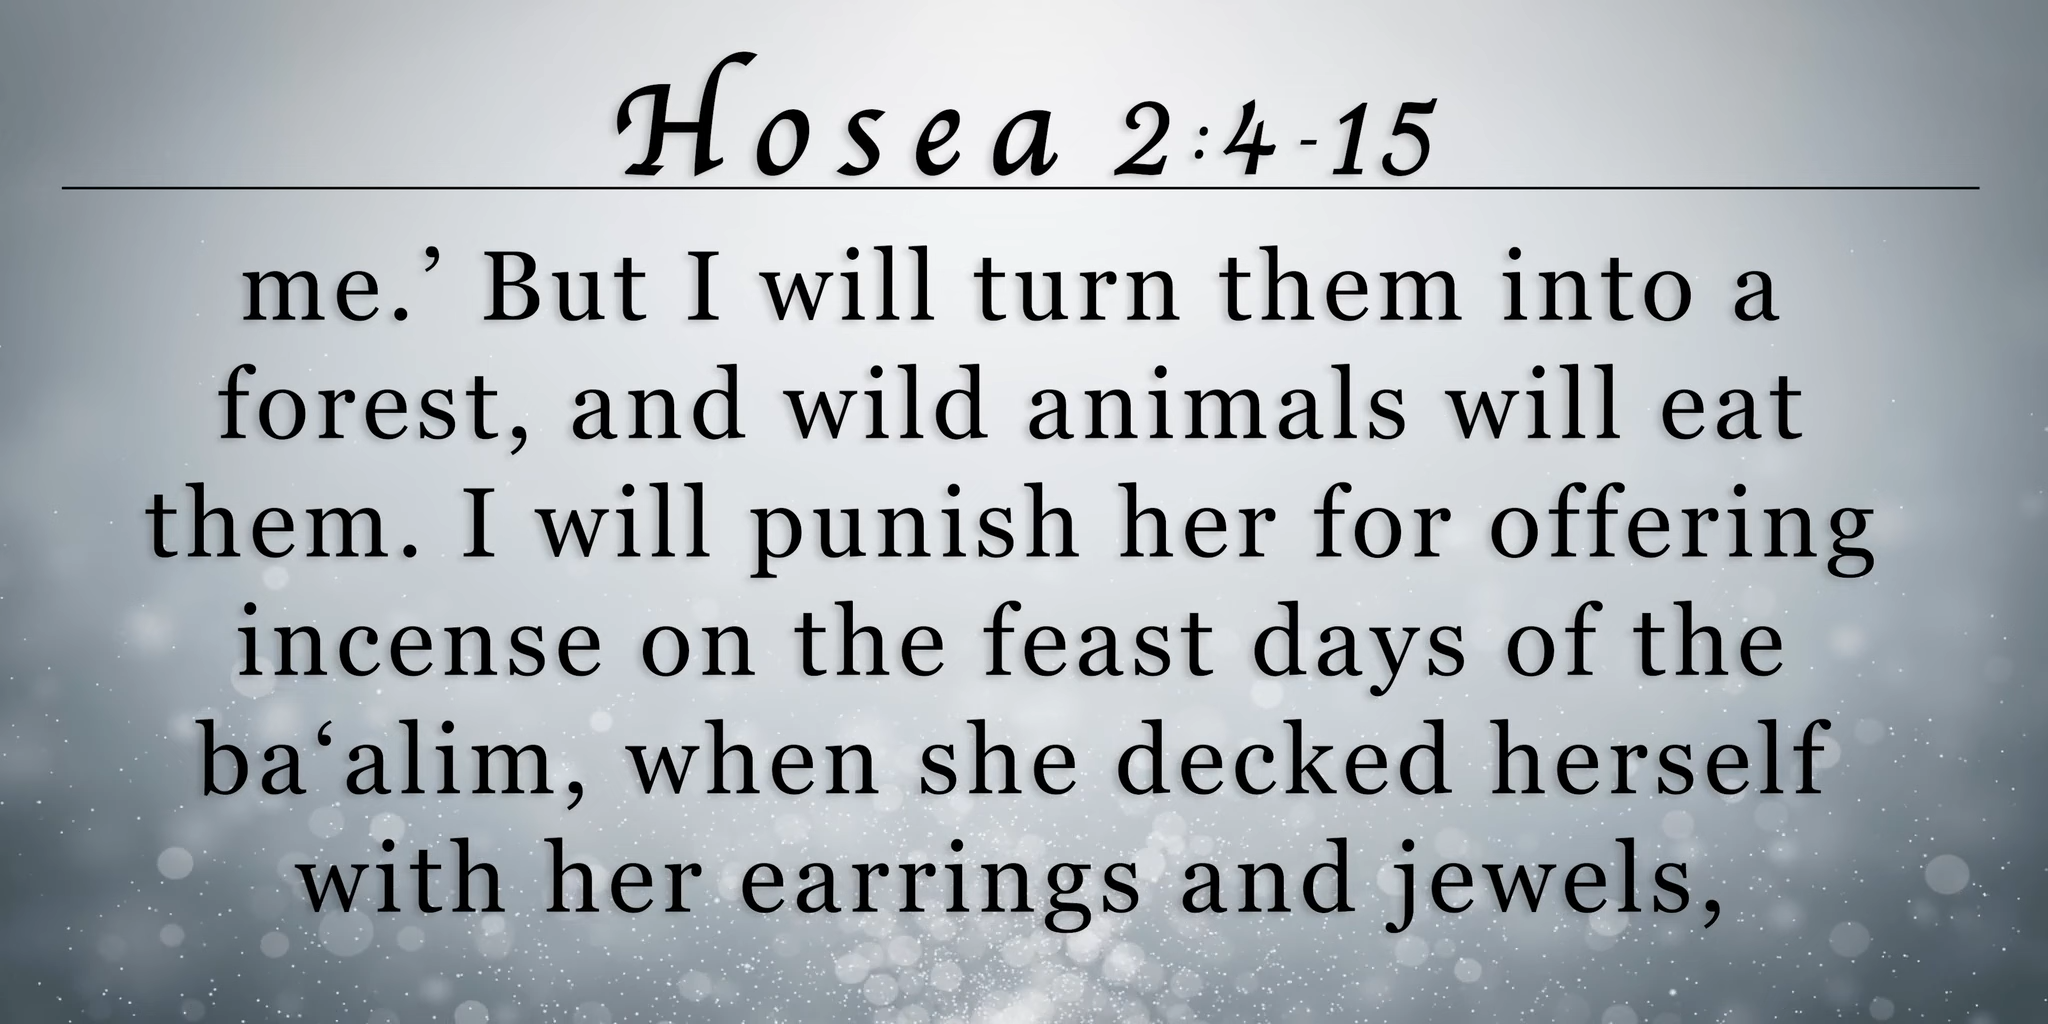 Hosea 2:4-15
me.’ But I will turn them into a
forest, and wild animals will eat
them. I will punish her for offering
incense on the feast days of the
ba‘alim, when she decked herself
with her earrings and jewels,